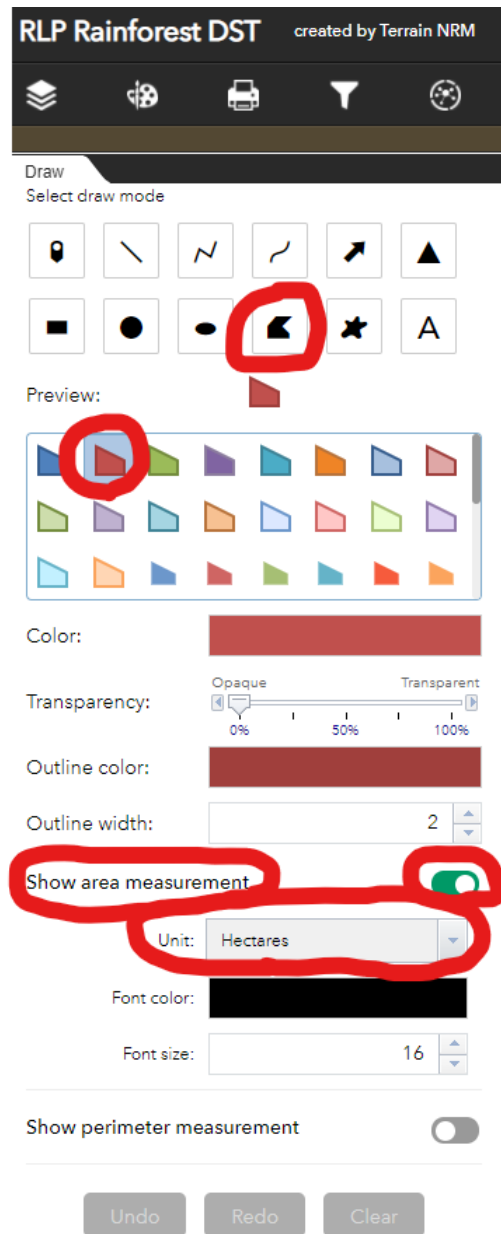 RLP Rainforest DST created by Terrain NRM
Draw
Select draw mode
A
Preview:
Color:
Opaque Transparent
Transparency:
0% 50% 100%
Outline color:
Outline width: 2
Show area measurement
Unit: Hectares
Font color:
Font size: 16
Show perimeter measurement
Undo Redo Clear